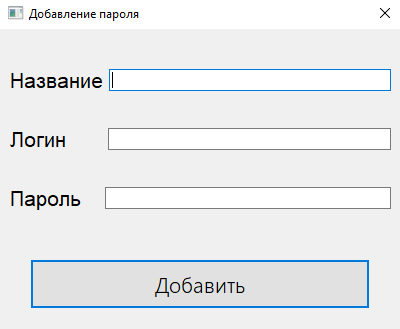 Добавление пароля
Название
Логин
Пароль
Добавить